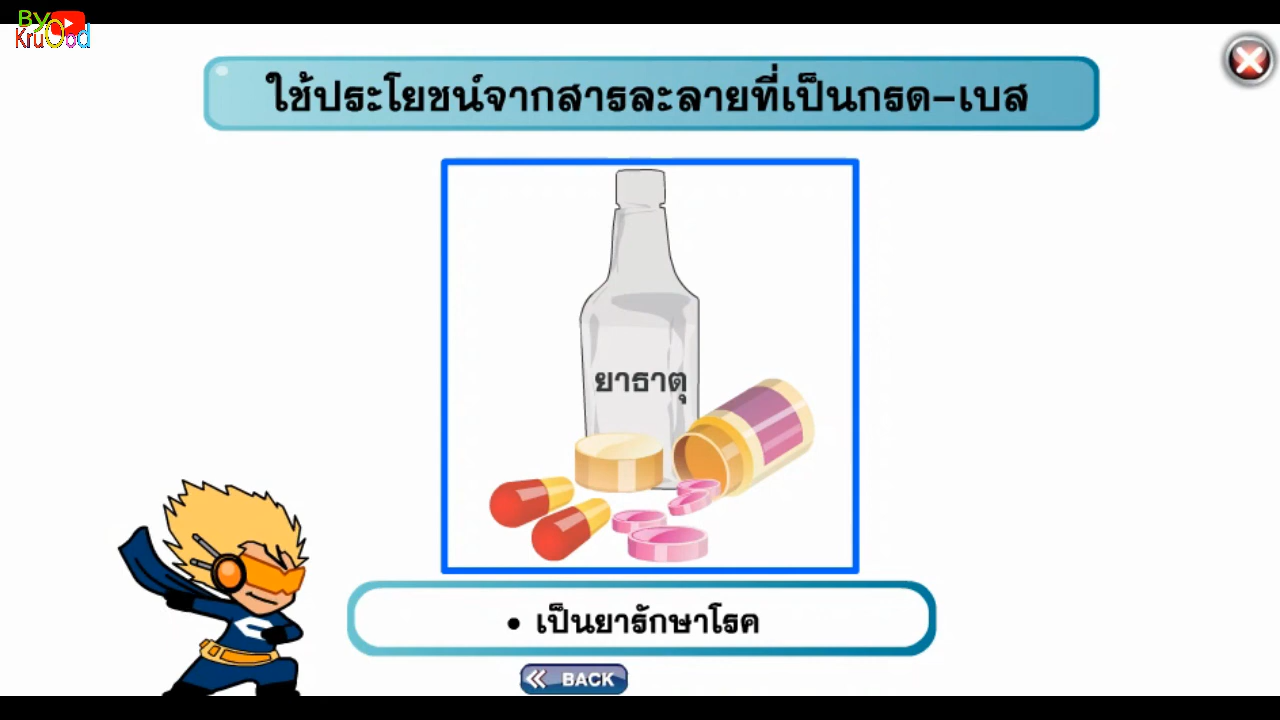 By
KruObd
ใช้ประโยชน์จากสารละลายที่เป็นกรด-เบส
ยาธาตุ
• เป็นยารักษาโรค
BACK